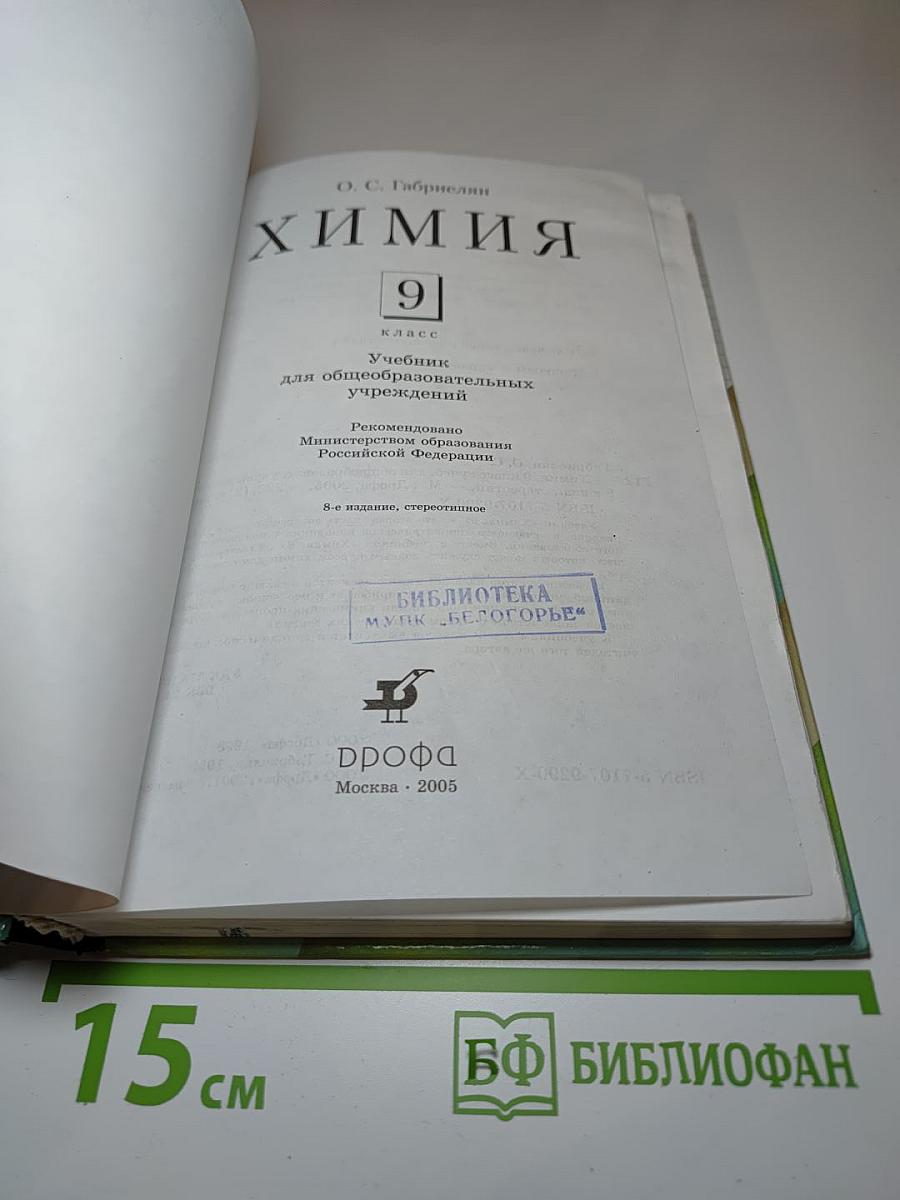 О. С. Габриелян
ХИМИЯ
9
класс
Учебник
для общеобразовательных
учреждений
Рекомендовано
Министерством образования
Российской Федерации
8-е издание, стереотипное
БИБЛИОТЕКА
МУПК „БЕЛОГОРЬЕ“
дрофа
Москва · 2005
15 см
БФ БИБЛИОФАН